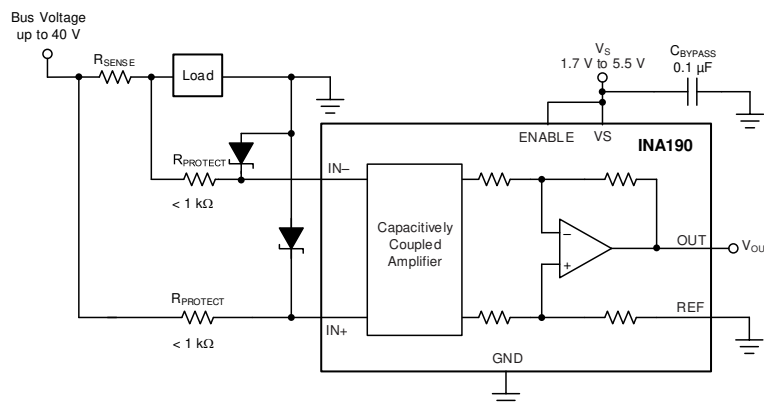 Bus Voltage
up to 40 V
RSENSE
Load
VS
1.7 V to 5.5 V
CBYPASS
0.1 µF
ENABLE
VS
INA190
RPROTECT
< 1 kΩ
IN–
Capacitively
Coupled
Amplifier
–
+
OUT
VOU
RPROTECT
< 1 kΩ
IN+
REF
GND